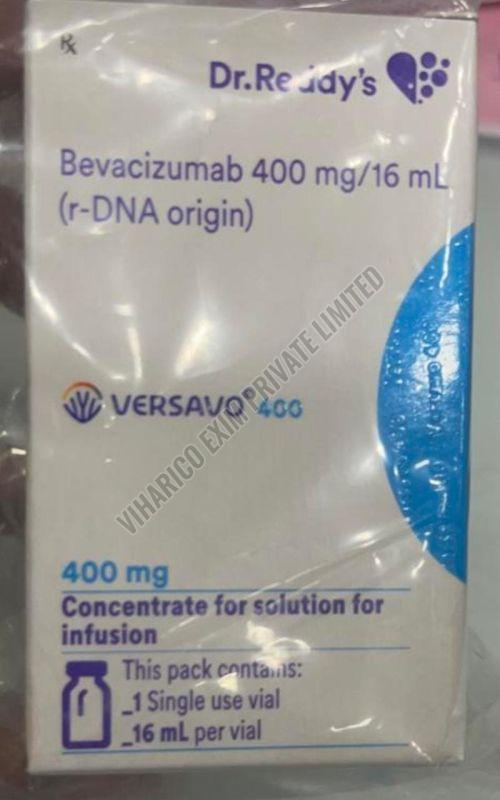 Rx
Dr.Reddy's
Bevacizumab 400 mg/16 mL
(r-DNA origin)
VERSAVO® 400
VIHARICO EXIM PRIVATE LIMITED
400 mg
Concentrate for solution for
infusion
This pack contains:
_1 Single use vial
_16 mL per vial